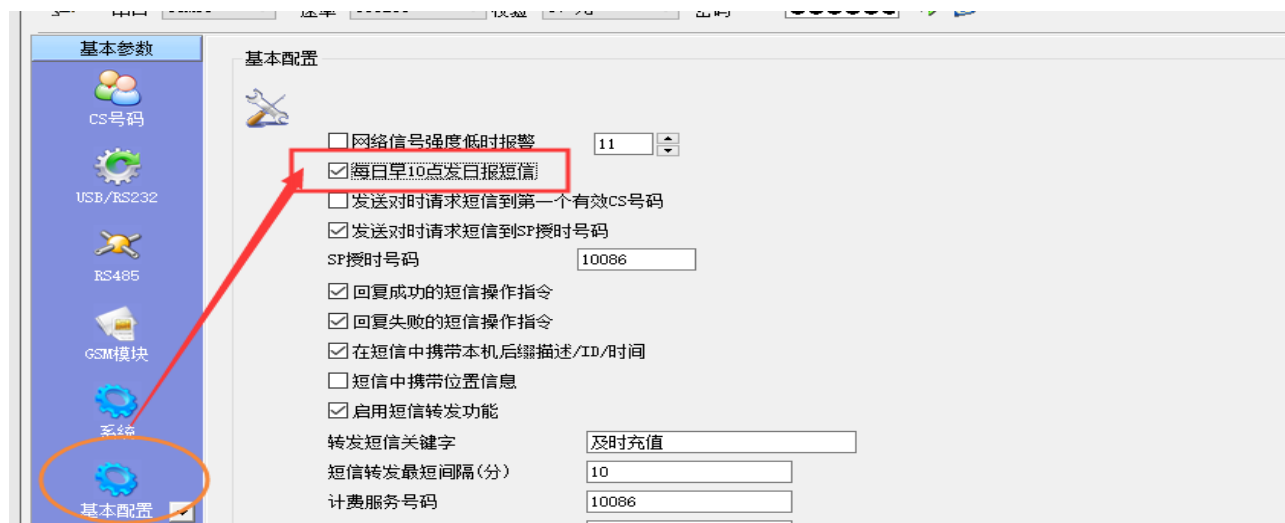 基本参数
基本配置
CS号码
网络信号强度低时报警 11
每日早10点发日报短信
发送对时请求短信到第一个有效CS号码
USB/RS232
发送对时请求短信到SP授时号码
SP授时号码 10086
RS485
回复成功的短信操作指令
回复失败的短信操作指令
GSM模块
在短信中携带本机后缀描述/ID/时间
短信中携带位置信息
启用短信转发功能
系统
转发短信关键字 及时充值
短信转发最短间隔(分) 10
基本配置
计费服务号码 10086